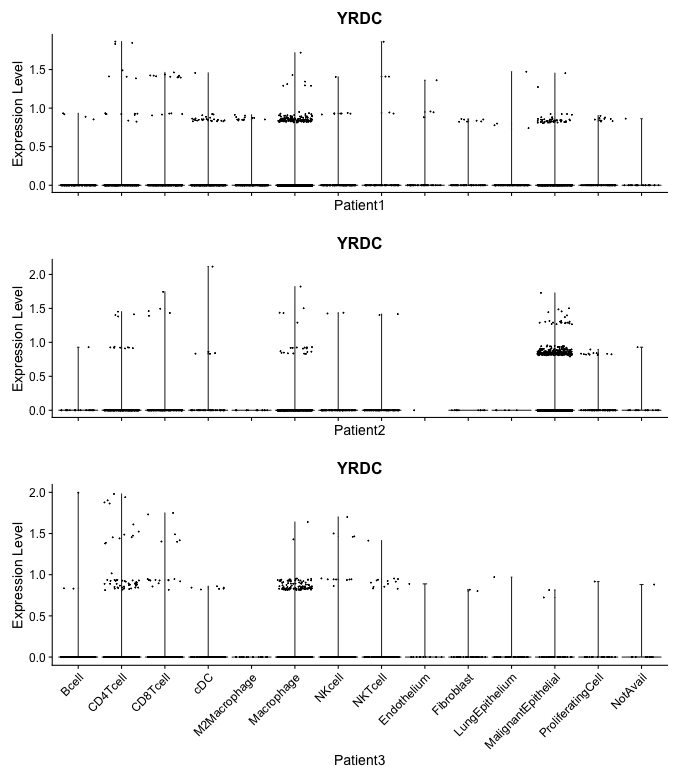 YRDC
Expression Level
1.5
1.0
0.5
0.0
Patient1
YRDC
Expression Level
2.0
1.5
1.0
0.5
0.0
Patient2
YRDC
Expression Level
2.0
1.5
1.0
0.5
0.0
Bcell
CD4Tcell
CD8Tcell
cDC
M2Macrophage
Macrophage
NKcell
NKTcell
Endothelium
Fibroblast
LungEpithelium
MalignantEpithelial
ProliferatingCell
NotAvail
Patient3